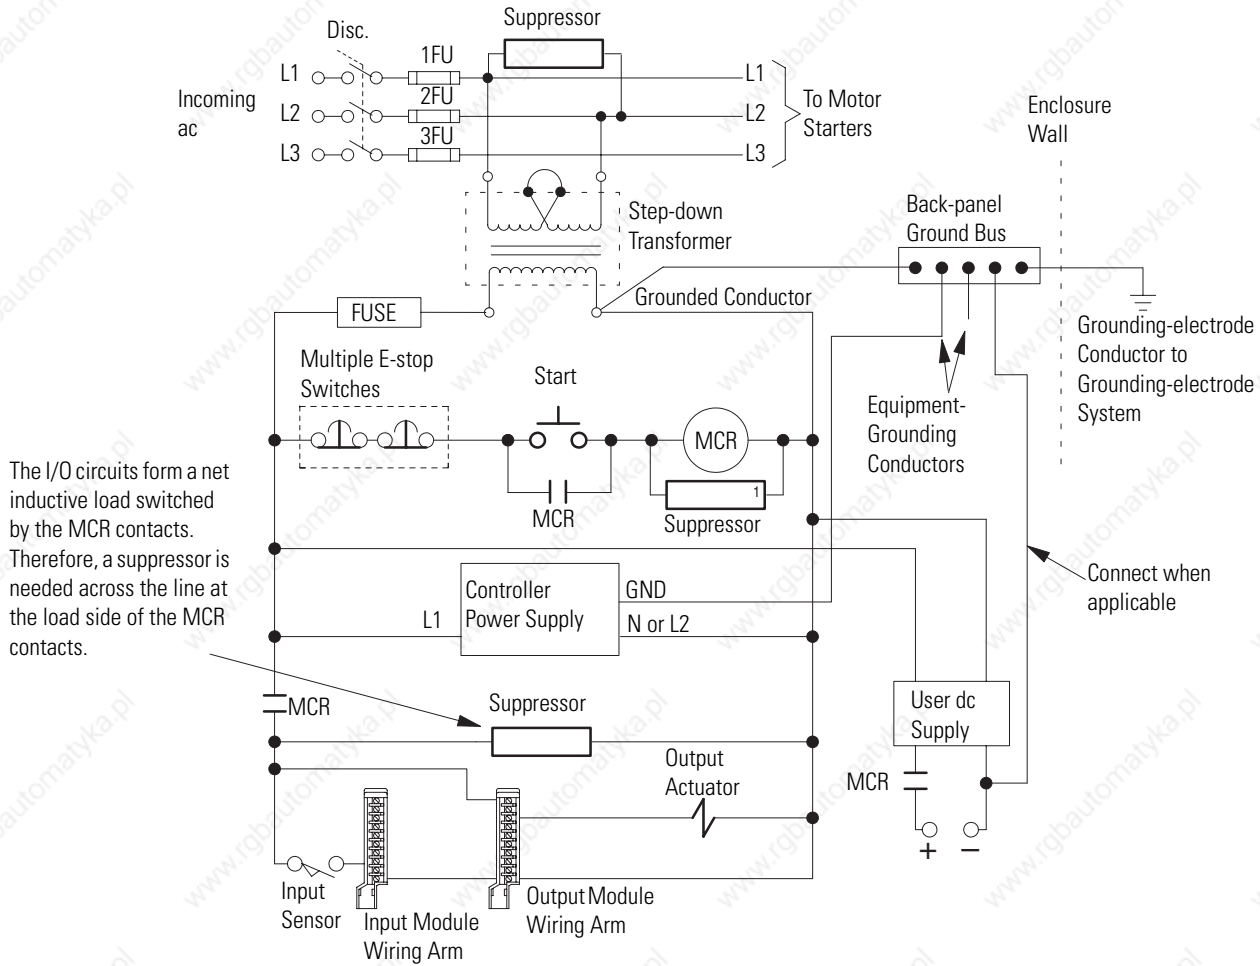 Suppressor
Disc.
1FU
L1
L1
Incoming
ac
2FU
L2
L2
To Motor
Starters
3FU
L3
L3
Enclosure
Wall
Step-down
Transformer
Back-panel
Ground Bus
Grounded Conductor
FUSE
Grounding-electrode
Conductor to
Grounding-electrode
System
Multiple E-stop
Switches
Start
MCR
Equipment-
Grounding
Conductors
MCR
1
Suppressor
The I/O circuits form a net
inductive load switched
by the MCR contacts.
Therefore, a suppressor is
needed across the line at
the load side of the MCR
contacts.
Connect when
applicable
L1
Controller
Power Supply
GND
N or L2
MCR
Suppressor
User dc
Supply
Output
Actuator
MCR
+
−
Input
Sensor
Input Module
Wiring Arm
Output Module
Wiring Arm
www.rgbautomatyka.pl